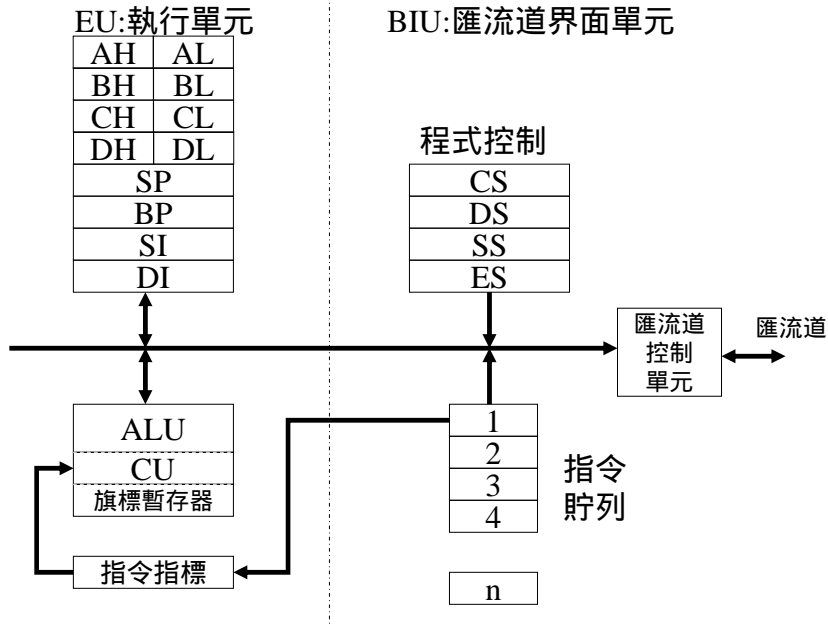 EU:執行單元
AH AL
BH BL
CH CL
DH DL
SP
BP
SI
DI
ALU
CU
旗標暫存器
指令指標
BIU:匯流道界面單元
程式控制
CS
DS
SS
ES
匯流道
控制
單元
匯流道
1
2
3
4
n
指令
貯列